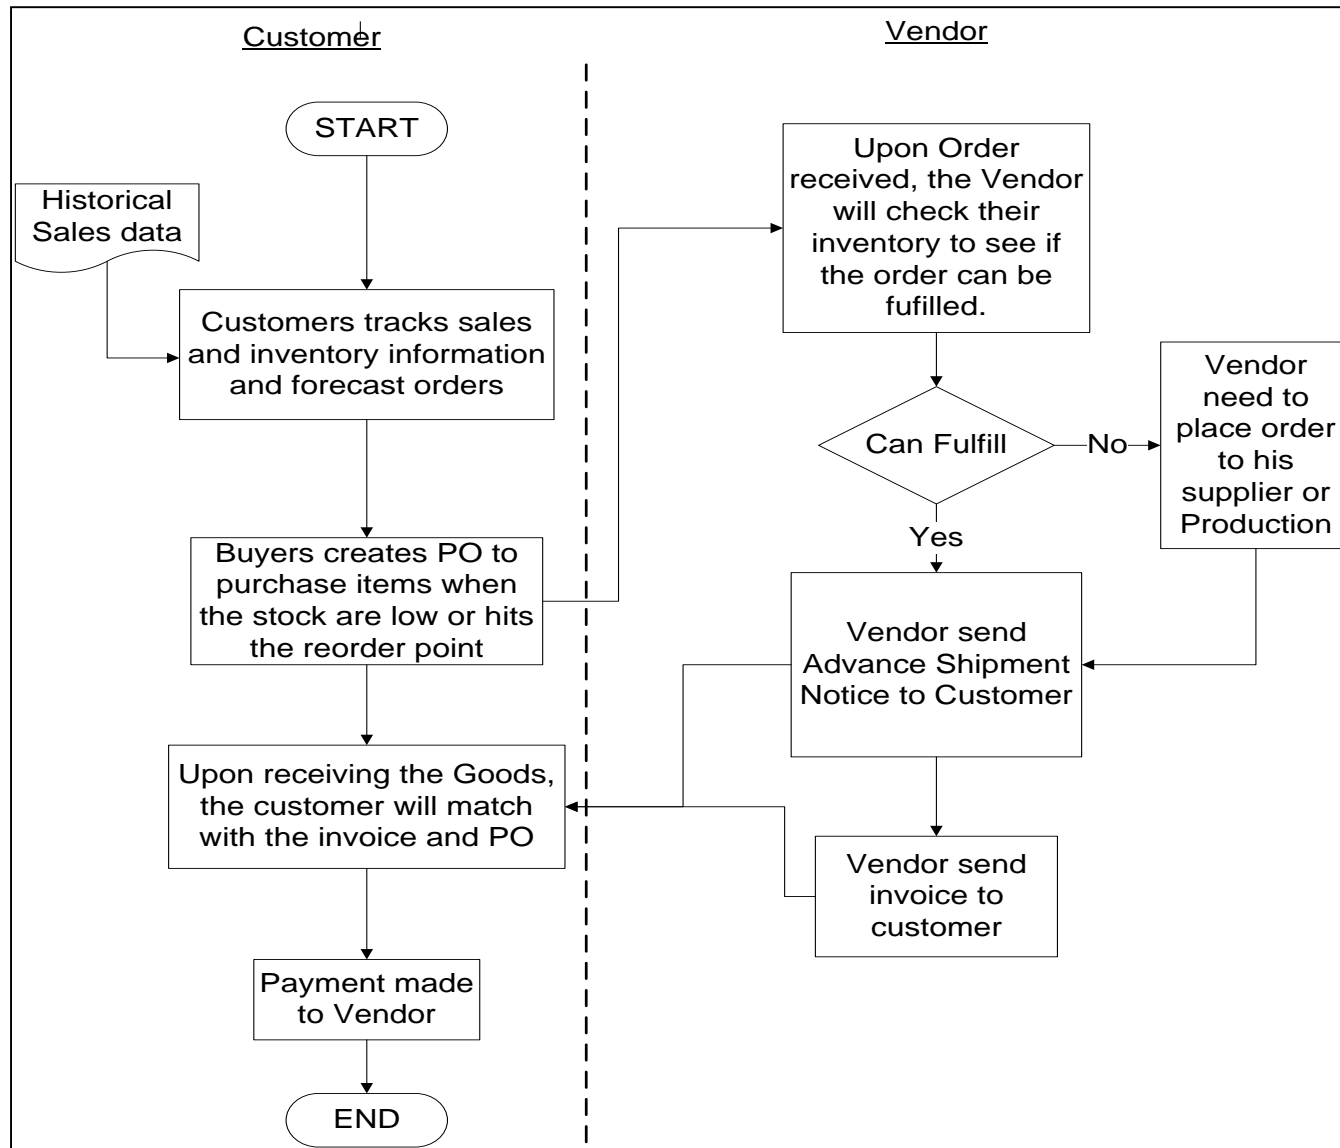 Customer
Vendor
START
Historical
Sales data
Customers tracks sales
and inventory information
and forecast orders
Buyers creates PO to
purchase items when
the stock are low or hits
the reorder point
Upon receiving the Goods,
the customer will match
with the invoice and PO
Payment made
to Vendor
END
Upon Order
received, the Vendor
will check their
inventory to see if
the order can be
fufilled.
Can Fulfill
No
Yes
Vendor
need to
place order
to his
supplier or
Production
Vendor send
Advance Shipment
Notice to Customer
Vendor send
invoice to
customer